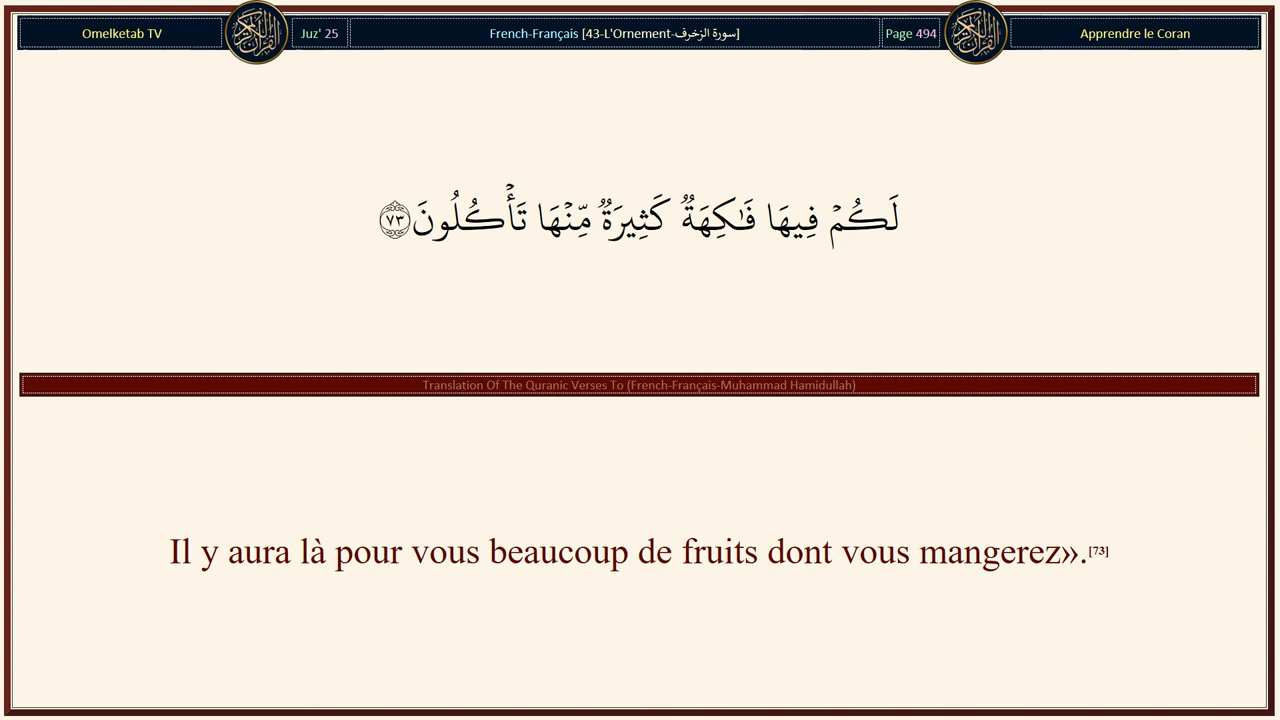 Omelketab TV
Juz' 25
French-Français [43-L'Ornement-سورة الزخرف]
Page 494
Apprendre le Coran
لَكُمۡ فِيهَا فَٰكِهَةٞ كَثِيرَةٞ مِّنۡهَا تَأۡكُلُونَ ٧٣
Translation Of The Quranic Verses To (French-Français-Muhammad Hamidullah)
Il y aura là pour vous beaucoup de fruits dont vous mangerez».[73]